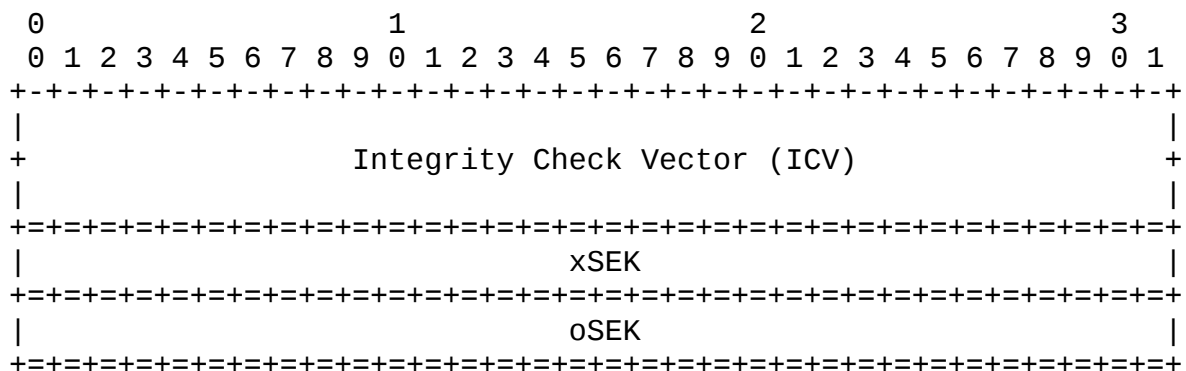 0                   1                   2                   3
 0 1 2 3 4 5 6 7 8 9 0 1 2 3 4 5 6 7 8 9 0 1 2 3 4 5 6 7 8 9 0 1
+-+-+-+-+-+-+-+-+-+-+-+-+-+-+-+-+-+-+-+-+-+-+-+-+-+-+-+-+-+-+-+-+
|                                                               |
+                  Integrity Check Vector (ICV)                 +
|                                                               |
+=+=+=+=+=+=+=+=+=+=+=+=+=+=+=+=+=+=+=+=+=+=+=+=+=+=+=+=+=+=+=+=+
|                              xSEK                             |
+=+=+=+=+=+=+=+=+=+=+=+=+=+=+=+=+=+=+=+=+=+=+=+=+=+=+=+=+=+=+=+=+
|                              oSEK                             |
+=+=+=+=+=+=+=+=+=+=+=+=+=+=+=+=+=+=+=+=+=+=+=+=+=+=+=+=+=+=+=+=+